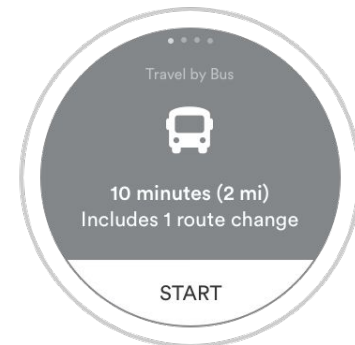 Travel by Bus
10 minutes (2 mi)
Includes 1 route change
START